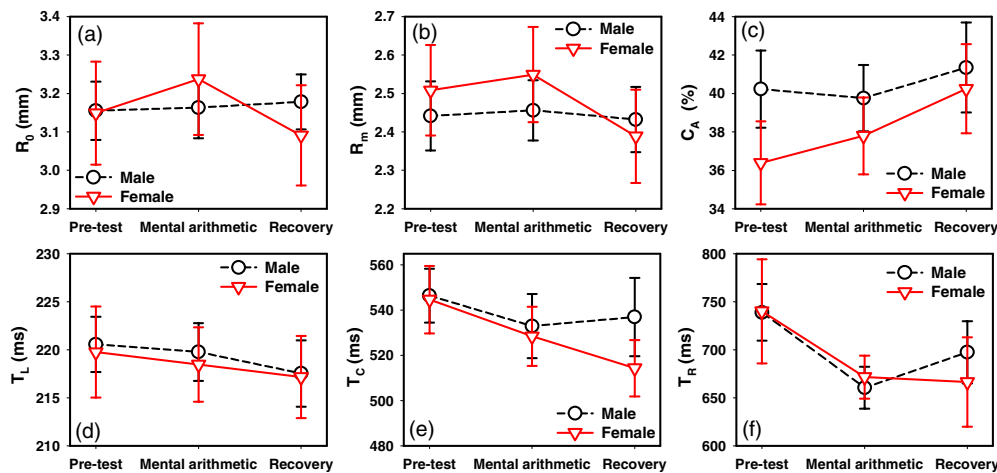 3.4
3.3
3.2
3.1
3.0
2.9
R0 (mm)
(a)
Male
Female
Pre-test Mental arithmetic Recovery
2.8
2.7
2.6
2.5
2.4
2.3
2.2
Rm (mm)
(b)
Male
Female
Pre-test Mental arithmetic Recovery
44
42
40
38
36
34
CA (%)
(c)
Male
Female
Pre-test Mental arithmetic Recovery
230
225
220
215
210
TL (ms)
(d)
Male
Female
Pre-test Mental arithmetic Recovery
560
540
520
500
480
TC (ms)
(e)
Male
Female
Pre-test Mental arithmetic Recovery
800
750
700
650
600
TR (ms)
(f)
Male
Female
Pre-test Mental arithmetic Recovery